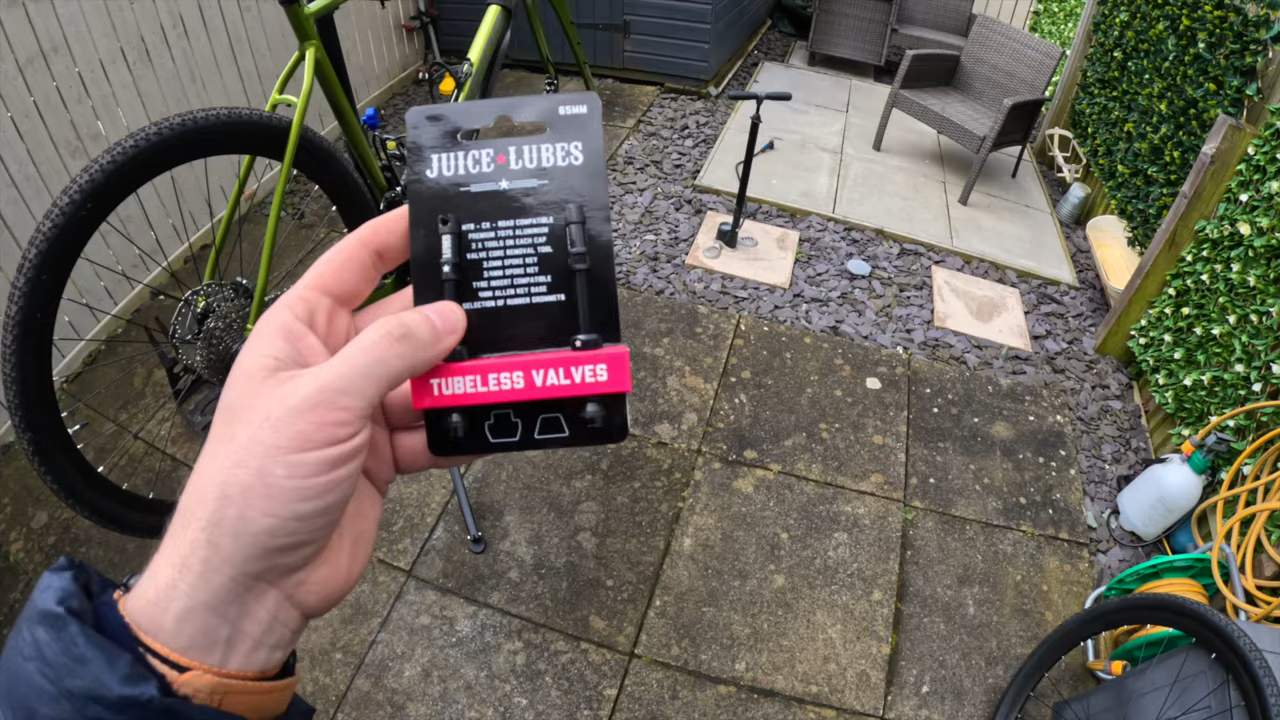 65MM
JUICE LUBES
MTB - CX - ROAD COMPATIBLE
PREMIUM 7075 ALUMINIUM
3 X TOOLS ON EACH CAP
VALVE CORE REMOVAL TOOL
3.2MM SPOKE KEY
3.4MM SPOKE KEY
TYRE INSERT COMPATIBLE
4MM ALLEN KEY BASE
SELECTION OF RUBBER GROMMETS
TUBELESS VALVES